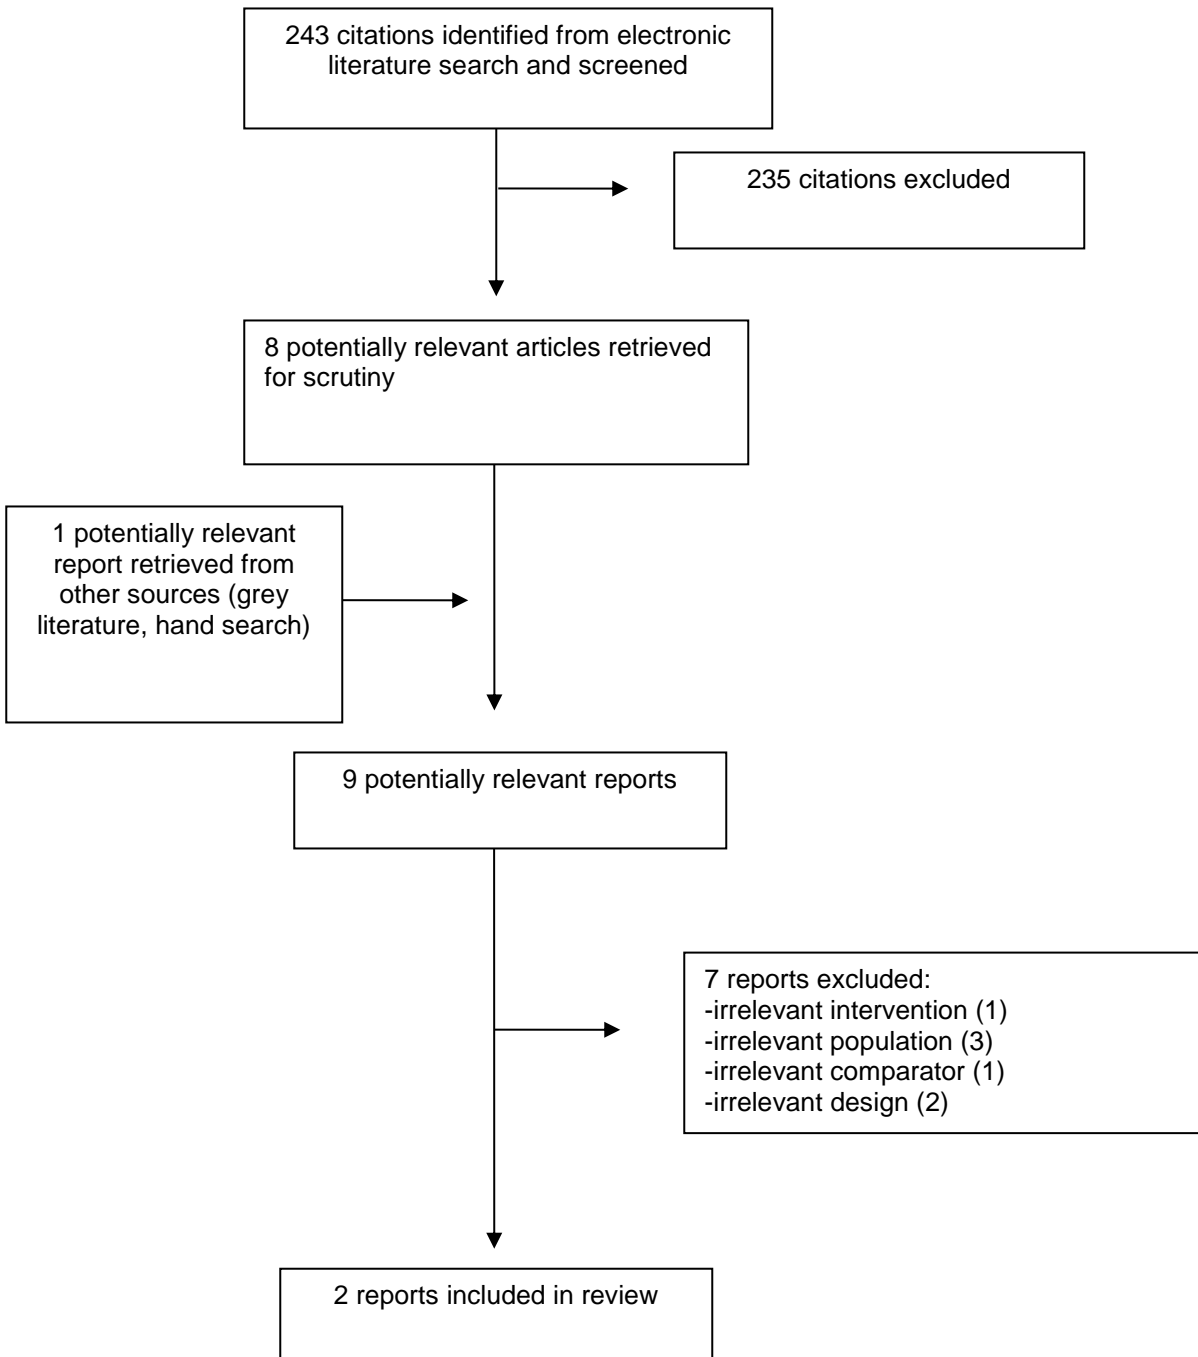 243 citations identified from electronic
literature search and screened
235 citations excluded
8 potentially relevant articles retrieved
for scrutiny
1 potentially relevant
report retrieved from
other sources (grey
literature, hand search)
9 potentially relevant reports
7 reports excluded:
-irrelevant intervention (1)
-irrelevant population (3)
-irrelevant comparator (1)
-irrelevant design (2)
2 reports included in review